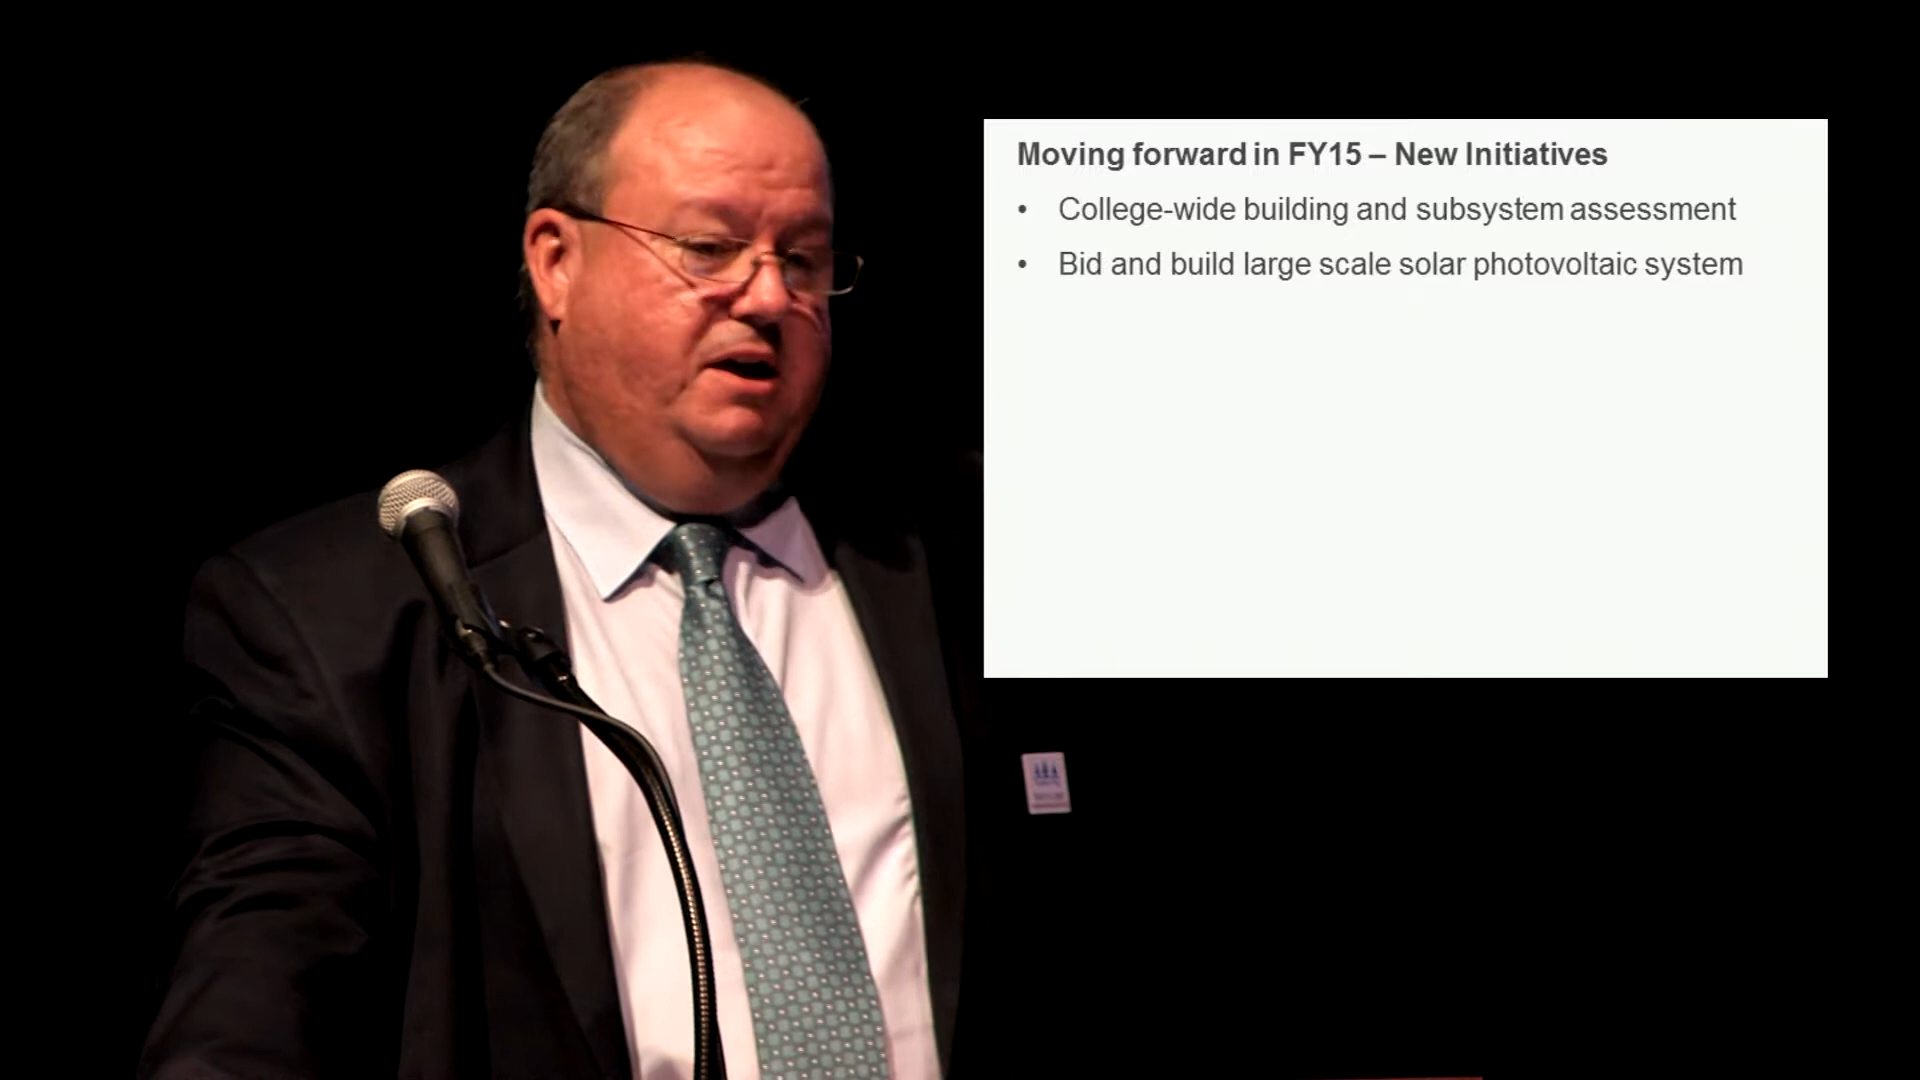 Moving forward in FY15 – New Initiatives
• College-wide building and subsystem assessment
• Bid and build large scale solar photovoltaic system